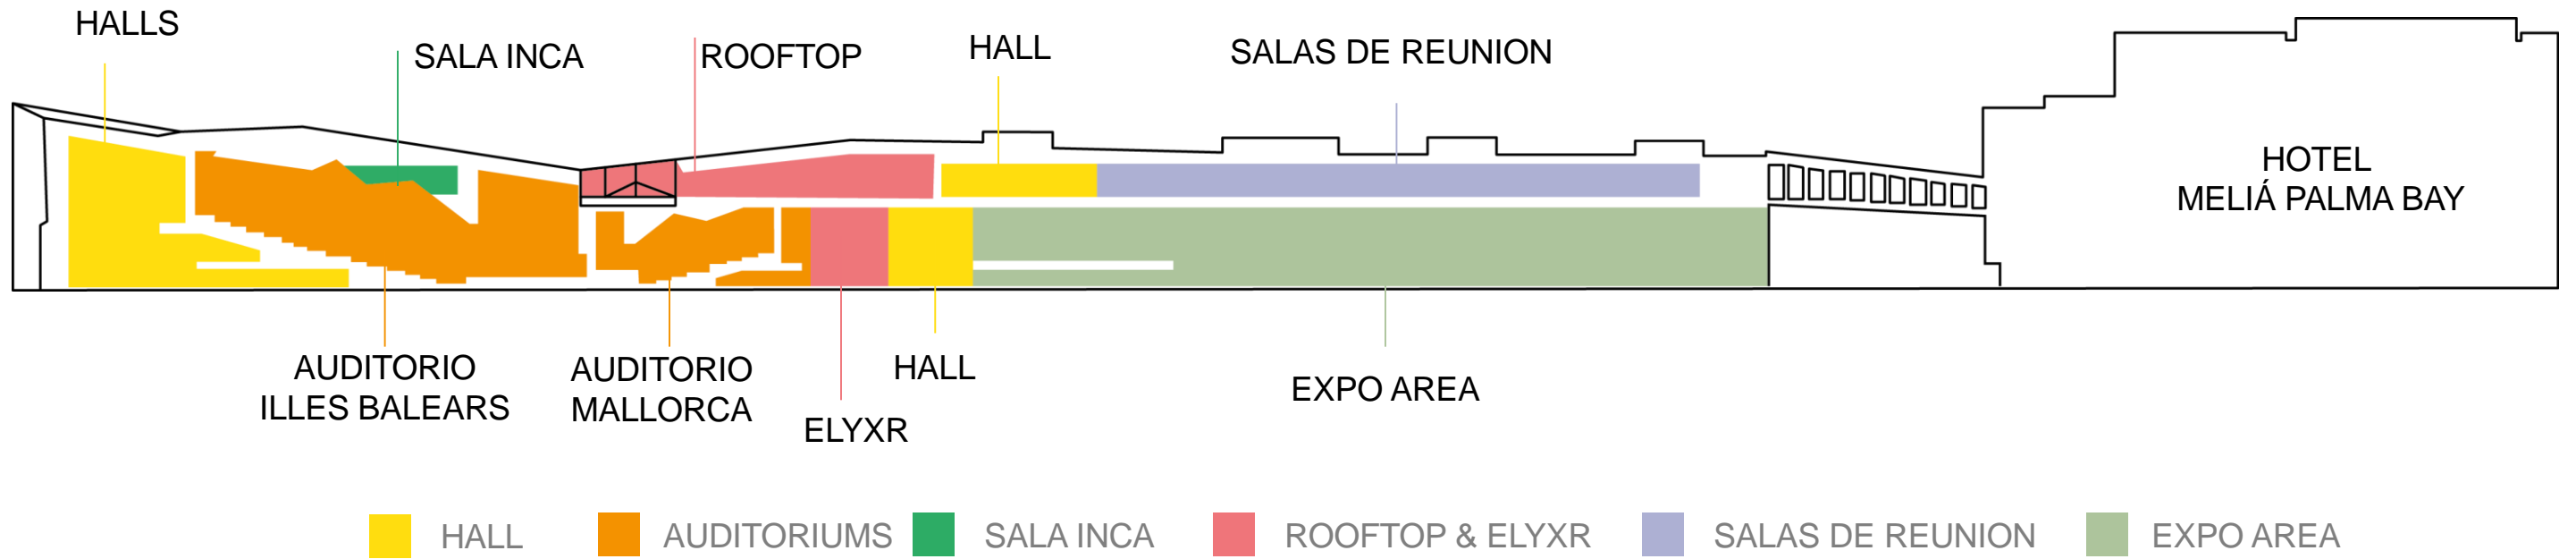 HALLS
SALA INCA
ROOFTOP
HALL
SALAS DE REUNION
HOTEL
MELIÁ PALMA BAY
AUDITORIO
ILLES BALEARS
AUDITORIO
MALLORCA
ELYXR
HALL
EXPO AREA
HALL
AUDITORIUMS
SALA INCA
ROOFTOP & ELYXR
SALAS DE REUNION
EXPO AREA